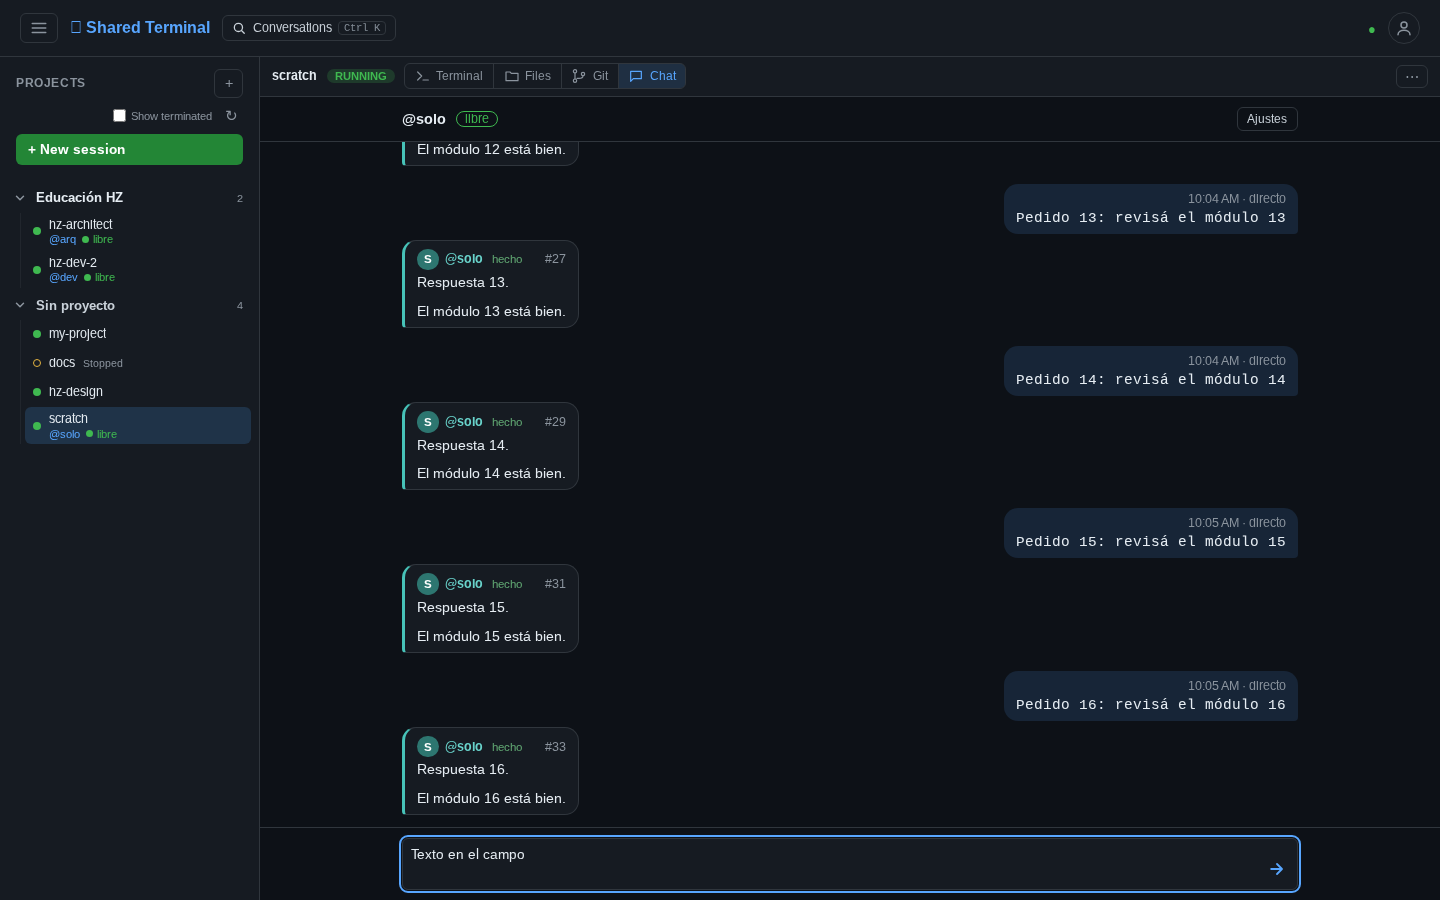 Shared Terminal
Conversations Ctrl K
PROJECTS
+
Show terminated
+ New session
Educación HZ 2
hz-architect
@arq libre
hz-dev-2
@dev libre
Sin proyecto 4
my-project
docs Stopped
hz-design
scratch
@solo libre
scratch RUNNING Terminal Files Git Chat ...
@solo libre Ajustes
El módulo 12 está bien.
10:04 AM · directo
Pedido 13: revisá el módulo 13
S @solo hecho #27
Respuesta 13.
El módulo 13 está bien.
10:04 AM · directo
Pedido 14: revisá el módulo 14
S @solo hecho #29
Respuesta 14.
El módulo 14 está bien.
10:05 AM · directo
Pedido 15: revisá el módulo 15
S @solo hecho #31
Respuesta 15.
El módulo 15 está bien.
10:05 AM · directo
Pedido 16: revisá el módulo 16
S @solo hecho #33
Respuesta 16.
El módulo 16 está bien.
Texto en el campo